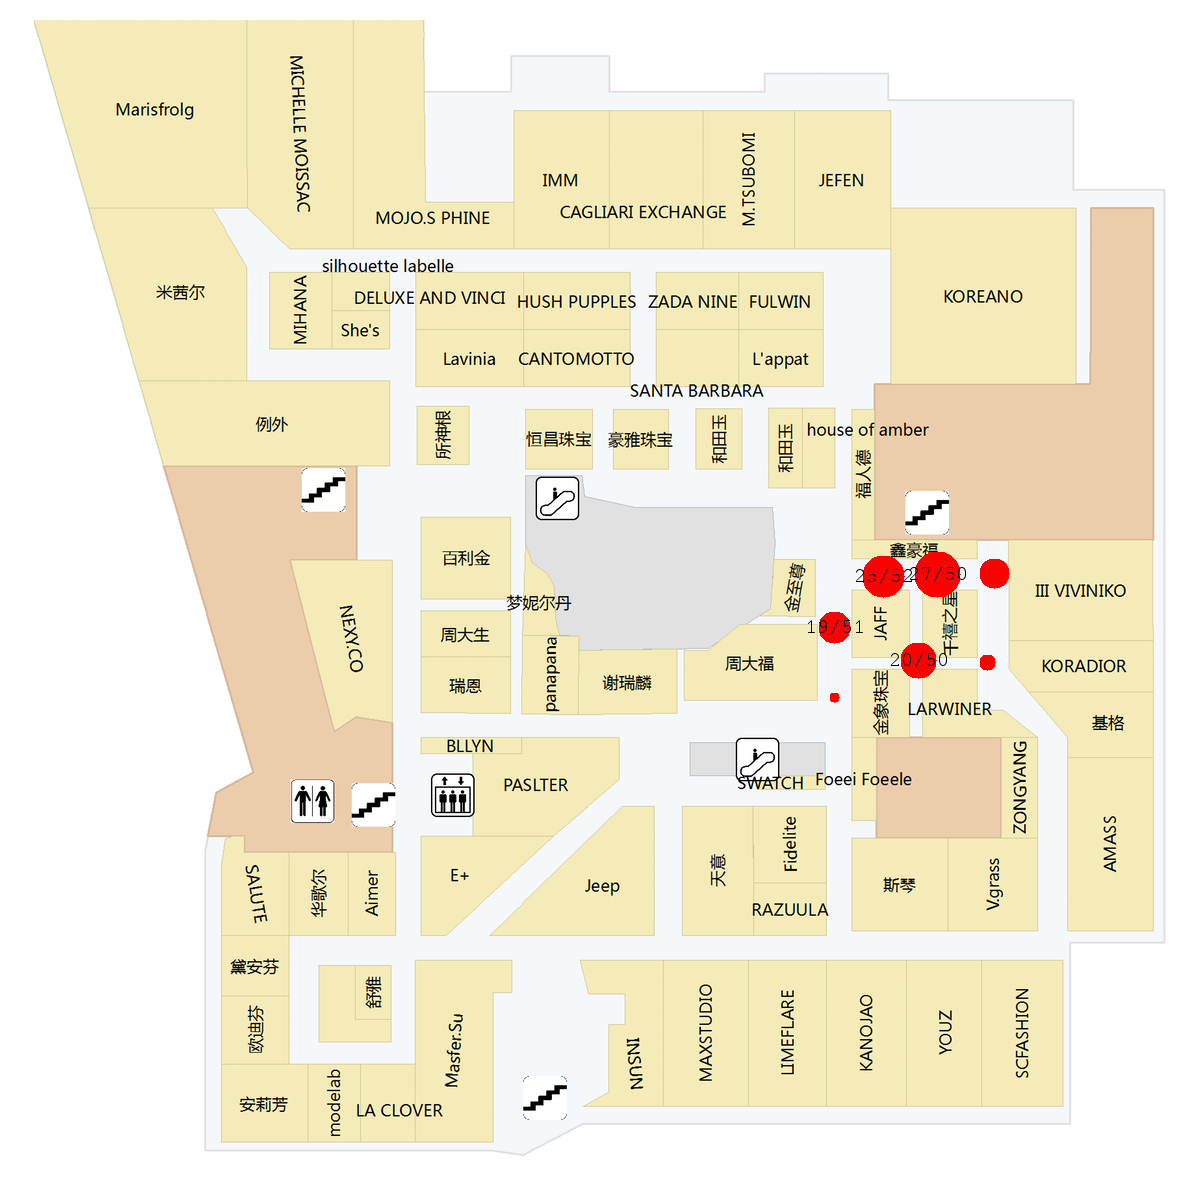 Marisfrolg
MICHELLE MOISSAC
MOJO.S PHINE
IMM
CAGLIARI EXCHANGE
M.TSUBOMI
JEFEN
米茜尔
silhouette labelle
MIHANA
DELUXE AND VINCI
She's
HUSH PUPPLES
ZADA NINE
FULWIN
KOREANO
Lavinia
CANTOMOTTO
L'appat
SANTA BARBARA
例外
所神根
恒昌珠宝
豪雅珠宝
和田玉
和田玉
house of amber
福人德
百利金
鑫豪福
25/52
27/50
金至尊
III VIVINIKO
梦妮尔丹
周大生
NEXY.CO
19/51
JAFF
千禧之星
20/50
瑞恩
panapana
谢瑞麟
周大福
KORADIOR
金象珠宝
LARWINER
基格
BLLYN
PASLTER
SWATCH
Foeei Foeele
ZONGYANG
AMASS
SALUTE
华歌尔
Aimer
E+
Jeep
天意
Fidelite
RAZUULA
斯琴
V.grass
黛安芬
舒雅
欧迪芬
Masfer.Su
INSUN
MAXSTUDIO
LIMEFLARE
KANOJAO
YOUZ
SCFASHION
安莉芳
modelab
LA CLOVER